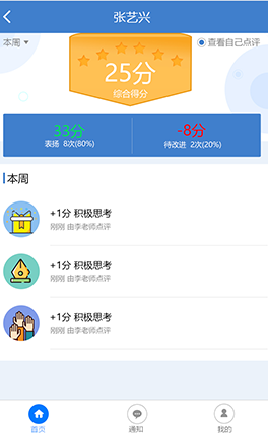 张艺兴
本周
查看自己点评
25分
综合得分
33分
表扬 8次(80%)
-8分
待改进 2次(20%)
本周
+1分 积极思考
刚刚 由李老师点评
+1分 积极思考
刚刚 由李老师点评
+1分 积极思考
刚刚 由李老师点评
首页
通知
我的